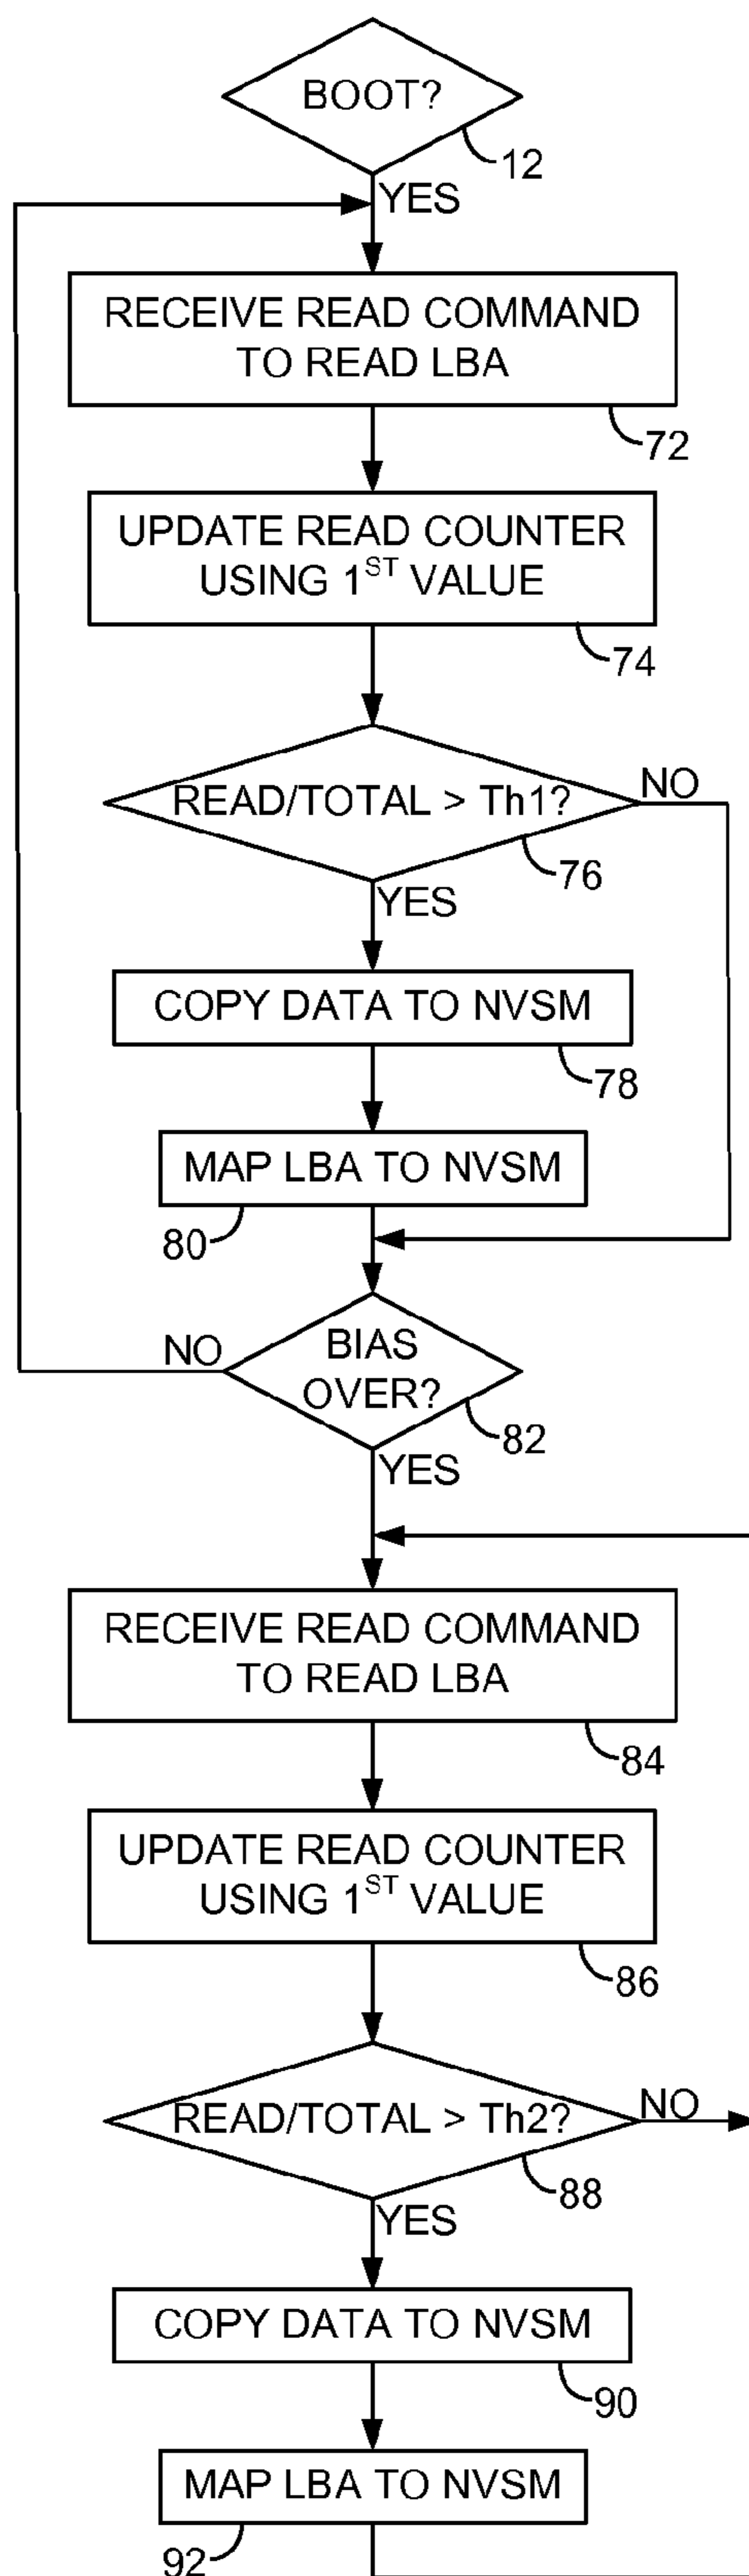 BOOT?
12
YES
RECEIVE READ COMMAND
TO READ LBA
72
UPDATE READ COUNTER
USING 1ST VALUE
74
READ/TOTAL > Th1?
NO
76
YES
COPY DATA TO NVSM
78
MAP LBA TO NVSM
80
NO
BIAS
OVER?
82
YES
RECEIVE READ COMMAND
TO READ LBA
84
UPDATE READ COUNTER
USING 1ST VALUE
86
READ/TOTAL > Th2?
NO
88
YES
COPY DATA TO NVSM
90
MAP LBA TO NVSM
92